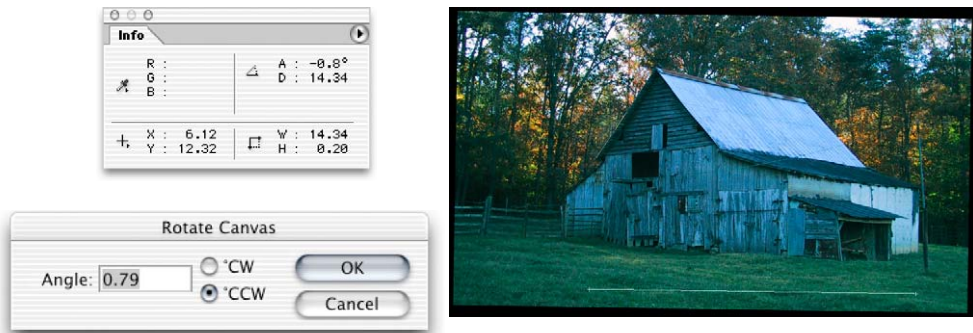 Info
R :
G :
B :
A : -0.8°
D : 14.34
X : 6.12
Y : 12.32
W : 14.34
H : 0.20
Rotate Canvas
Angle: 0.79
°CW
°CCW
OK
Cancel